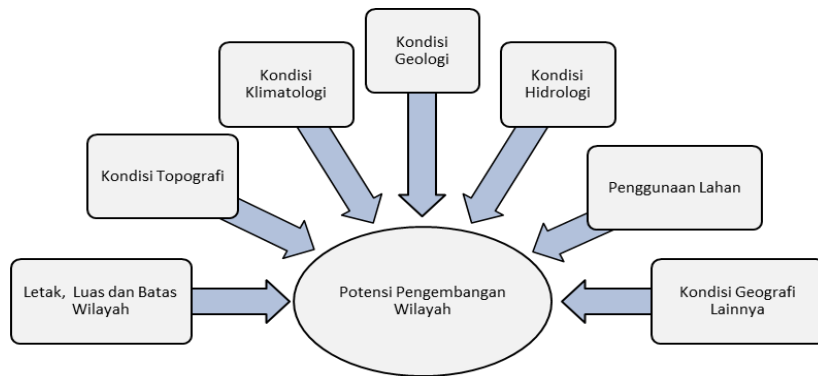 Kondisi
Geologi
Kondisi
Klimatologi
Kondisi
Hidrologi
Kondisi Topografi
Penggunaan Lahan
Letak, Luas dan Batas
Wilayah
Potensi Pengembangan
Wilayah
Kondisi Geografi
Lainnya